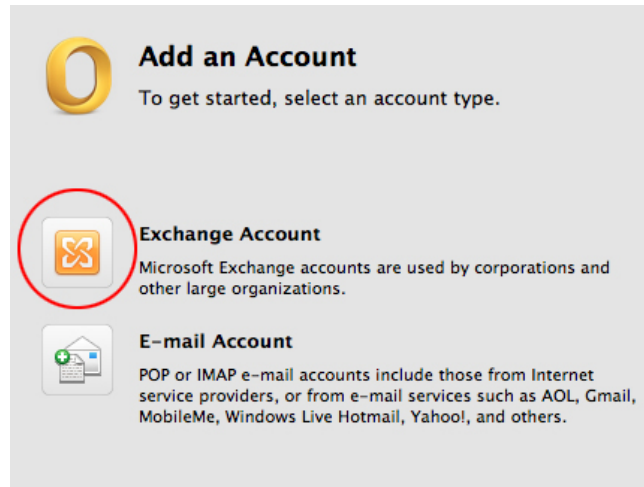 Add an Account
To get started, select an account type.
Exchange Account
Microsoft Exchange accounts are used by corporations and
other large organizations.
E-mail Account
POP or IMAP e-mail accounts include those from Internet
service providers, or from e-mail services such as AOL, Gmail,
MobileMe, Windows Live Hotmail, Yahoo!, and others.